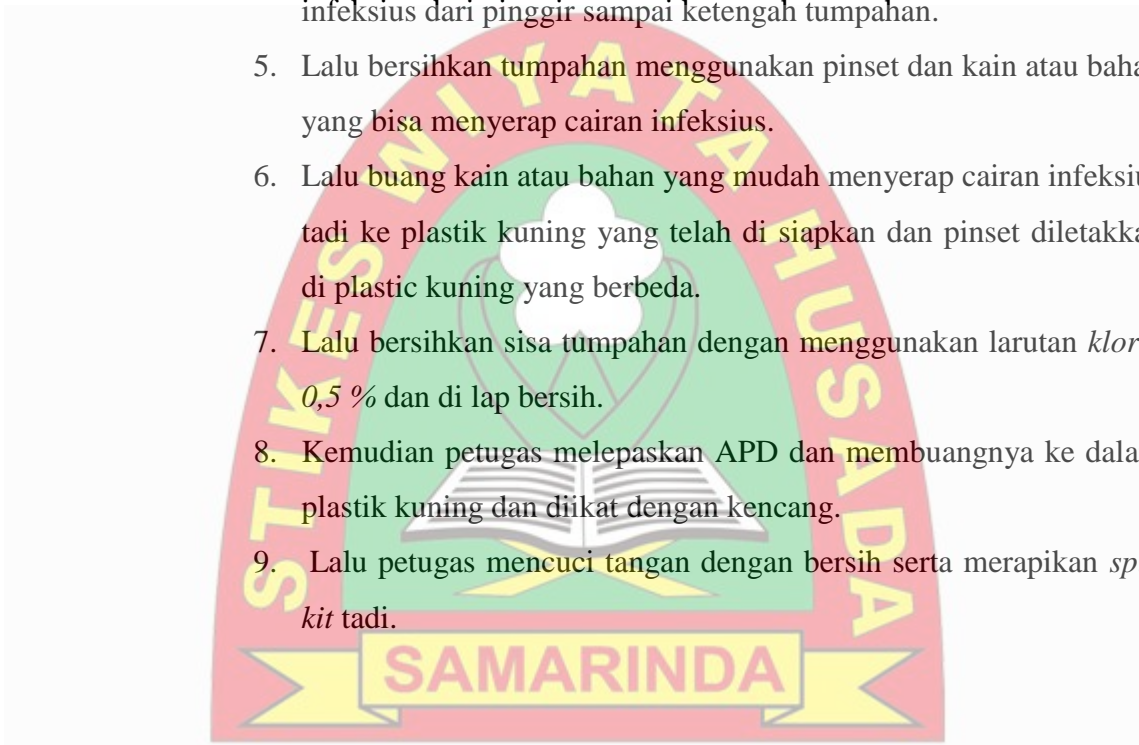 infeksius dari pinggir sampai ketengah tumpahan.
5. Lalu bersihkan tumpahan menggunakan pinset dan kain atau baha
yang bisa menyerap cairan infeksius.
6. Lalu buang kain atau bahan yang mudah menyerap cairan infeksiu
tadi ke plastik kuning yang telah di siapkan dan pinset diletakka
di plastic kuning yang berbeda.
7. Lalu bersihkan sisa tumpahan dengan menggunakan larutan klor
0,5 % dan di lap bersih.
8. Kemudian petugas melepaskan APD dan membuangnya ke dala
plastik kuning dan diikat dengan kencang.
9. Lalu petugas mencuci tangan dengan bersih serta merapikan sp
kit tadi.
STIKES WIYATA HUSADA
SAMARINDA